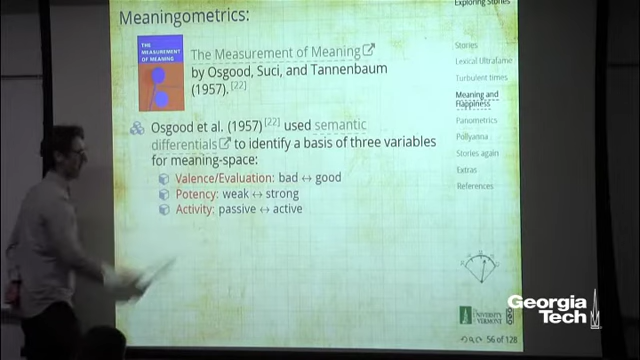 Exploring Stories
Meaningometrics:
THE
MEASUREMENT
OF MEANING
The Measurement of Meaning
by Osgood, Suci, and Tannenbaum
(1957). [22]
Osgood et al. (1957)[22] used semantic
differentials to identify a basis of three variables
for meaning-space:
Valence/Evaluation: bad ↔ good
Potency: weak ↔ strong
Activity: passive ↔ active
Stories
Lexical Ultrafame
Turbulent times
Meaning and
Happiness
Panometrics
Pollyanna
Stories again
Extras
References
UNIVERSITY
VERMONT
56 of 128
Georgia
Tech